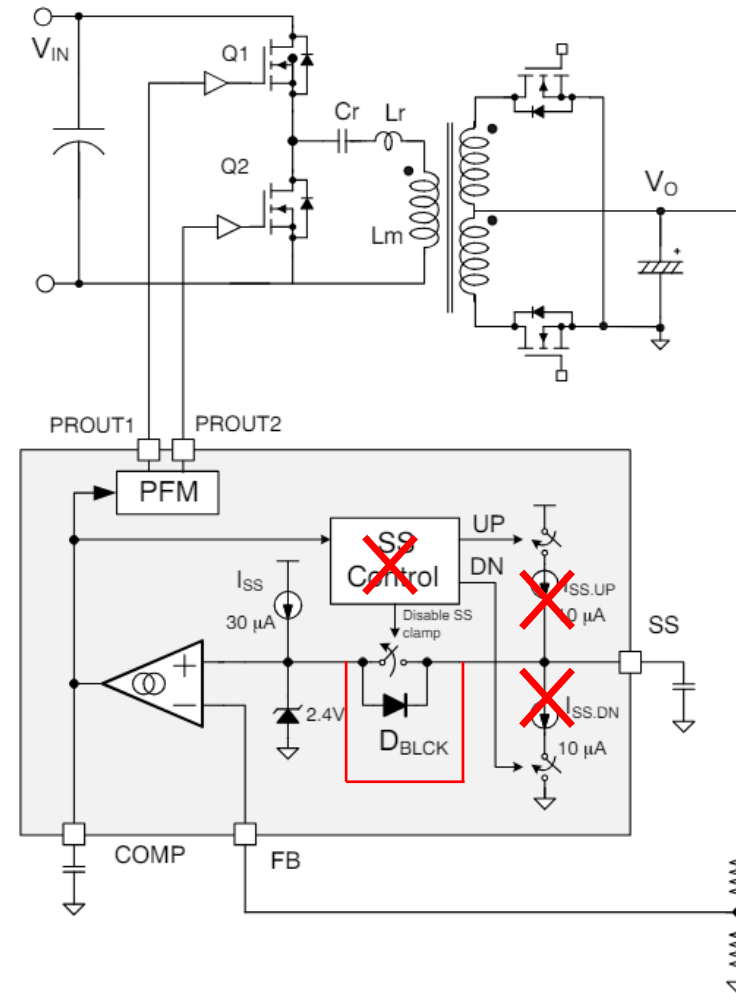 VIN
Q1
Cr
Lr
Q2
Lm
VO
+
PROUT1
PROUT2
PFM
SS
Control
UP
DN
ISS
30 µA
Disable SS
clamp
ISS.UP
10 µA
SS
2.4V
DBLCK
ISS.DN
10 µA
COMP
FB